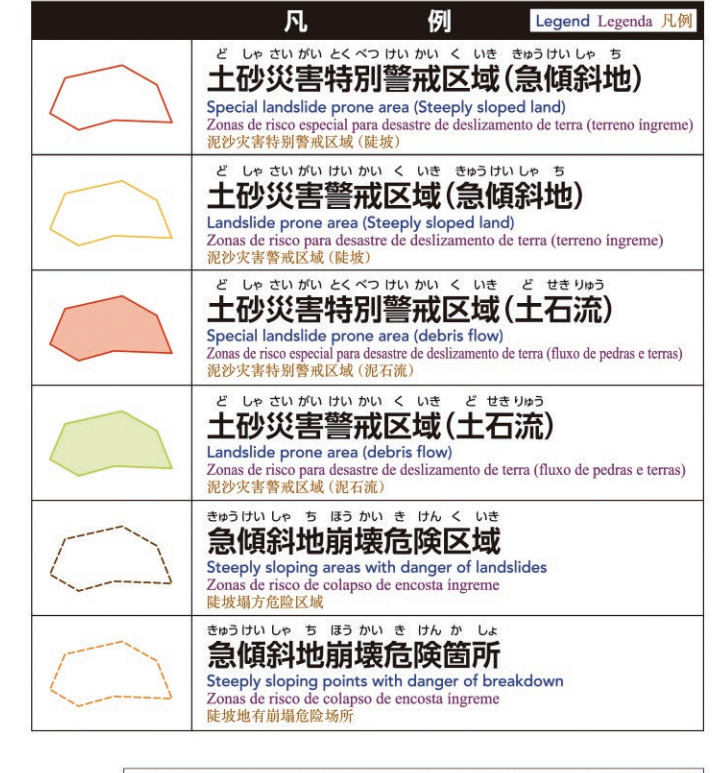 凡例
Legend Legenda 凡例
ど しゃ さい がい とく べつ けい かい く いき きゅう けい しゃ ち
土砂災害特別警戒区域(急傾斜地)
Special landslide prone area (Steeply sloped land)
Zonas de risco especial para desastre de deslizamento de terra (terreno íngreme)
泥沙灾害特别警戒区域(陡坡)
ど しゃ さい がい けい かい く いき きゅう けい しゃ ち
土砂災害警戒区域(急傾斜地)
Landslide prone area (Steeply sloped land)
Zonas de risco para desastre de deslizamento de terra (terreno íngreme)
泥沙灾害警戒区域(陡坡)
ど しゃ さい がい とく べつ けい かい く いき ど せき りゅう
土砂災害特別警戒区域(土石流)
Special landslide prone area (debris flow)
Zonas de risco especial para desastre de deslizamento de terra (fluxo de pedras e terras)
泥沙灾害特别警戒区域(泥石流)
ど しゃ さい がい けい かい く いき ど せき りゅう
土砂災害警戒区域(土石流)
Landslide prone area (debris flow)
Zonas de risco para desastre de deslizamento de terra (fluxo de pedras e terras)
泥沙灾害警戒区域(泥石流)
きゅう けい しゃ ち ほう かい き けん く いき
急傾斜地崩壊危険区域
Steeply sloping areas with danger of landslides
Zonas de risco de colapso de encosta íngreme
陡坡塌方危险区域
きゅう けい しゃ ち ほう かい き けん か しょ
急傾斜地崩壊危険箇所
Steeply sloping points with danger of breakdown
Zonas de risco de colapso de encosta íngreme
陡坡地有崩塌危险场所